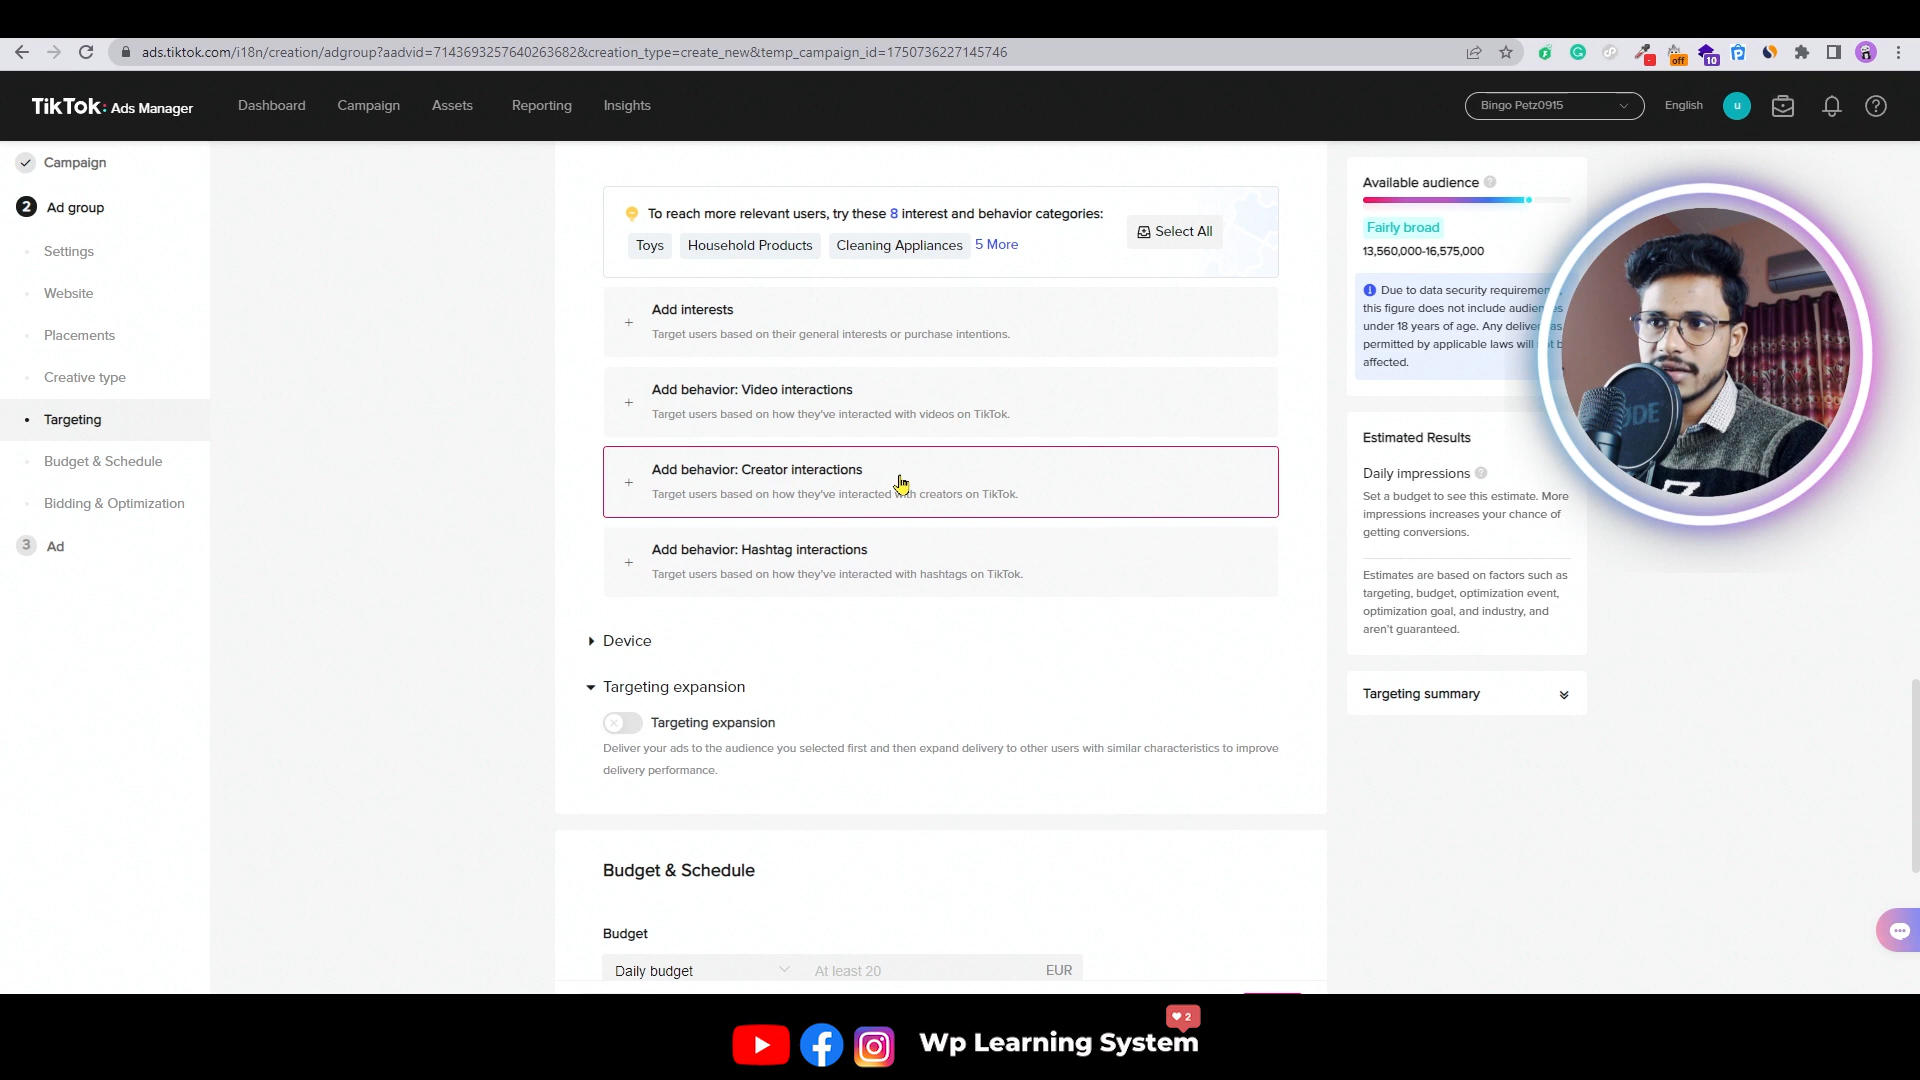 ads.tiktok.com/i18n/creation/adgroup?aadvid=7143693257640263682&creation_type=create_new&temp_campaign_id=1750736227145746
off
10
TikTok: Ads Manager
Dashboard
Campaign
Assets
Reporting
Insights
Bingo Petz0915
English
u
Campaign
2 Ad group
Settings
Website
Placements
Creative type
Targeting
Budget & Schedule
Bidding & Optimization
3 Ad
To reach more relevant users, try these 8 interest and behavior categories:
Toys
Household Products
Cleaning Appliances
5 More
Select All
Add interests
Target users based on their general interests or purchase intentions.
Add behavior: Video interactions
Target users based on how they've interacted with videos on TikTok.
Add behavior: Creator interactions
Target users based on how they've interacted with creators on TikTok.
Add behavior: Hashtag interactions
Target users based on how they've interacted with hashtags on TikTok.
Device
Targeting expansion
Targeting expansion
Deliver your ads to the audience you selected first and then expand delivery to other users with similar characteristics to improve
delivery performance.
Budget & Schedule
Budget
Daily budget
At least 20
EUR
Available audience
Fairly broad
13,560,000-16,575,000
Due to data security requirements,
this figure does not include audiences
under 18 years of age. Any delivery as
permitted by applicable laws will not b
affected.
Estimated Results
Daily impressions
Set a budget to see this estimate. More
impressions increases your chance of
getting conversions.
Estimates are based on factors such as
targeting, budget, optimization event,
optimization goal, and industry, and
aren't guaranteed.
Targeting summary
2
Wp Learning System